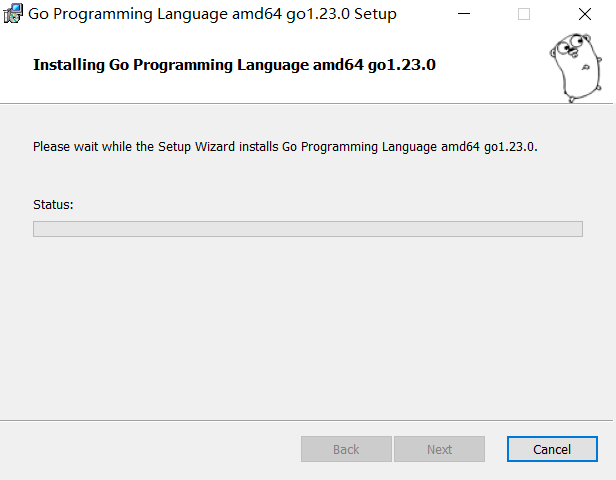 Go Programming Language amd64 go1.23.0 Setup
Installing Go Programming Language amd64 go1.23.0
Please wait while the Setup Wizard installs Go Programming Language amd64 go1.23.0.
Status:
Back Next Cancel